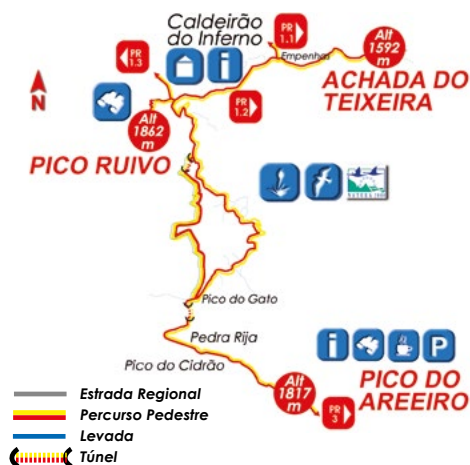 Caldeirão
do Inferno
PR
1.1
PR
1.3
Empenhas
Alt
1592
m
ACHADA DO
TEIXEIRA
N
PR
1.2
Alt
1862
m
PICO RUIVO
Pico do Gato
Pedra Rija
Pico do Cidrão
P
PICO DO
AREEIRO
Alt
1817
m
PR
3
Estrada Regional
Percurso Pedestre
Levada
Túnel